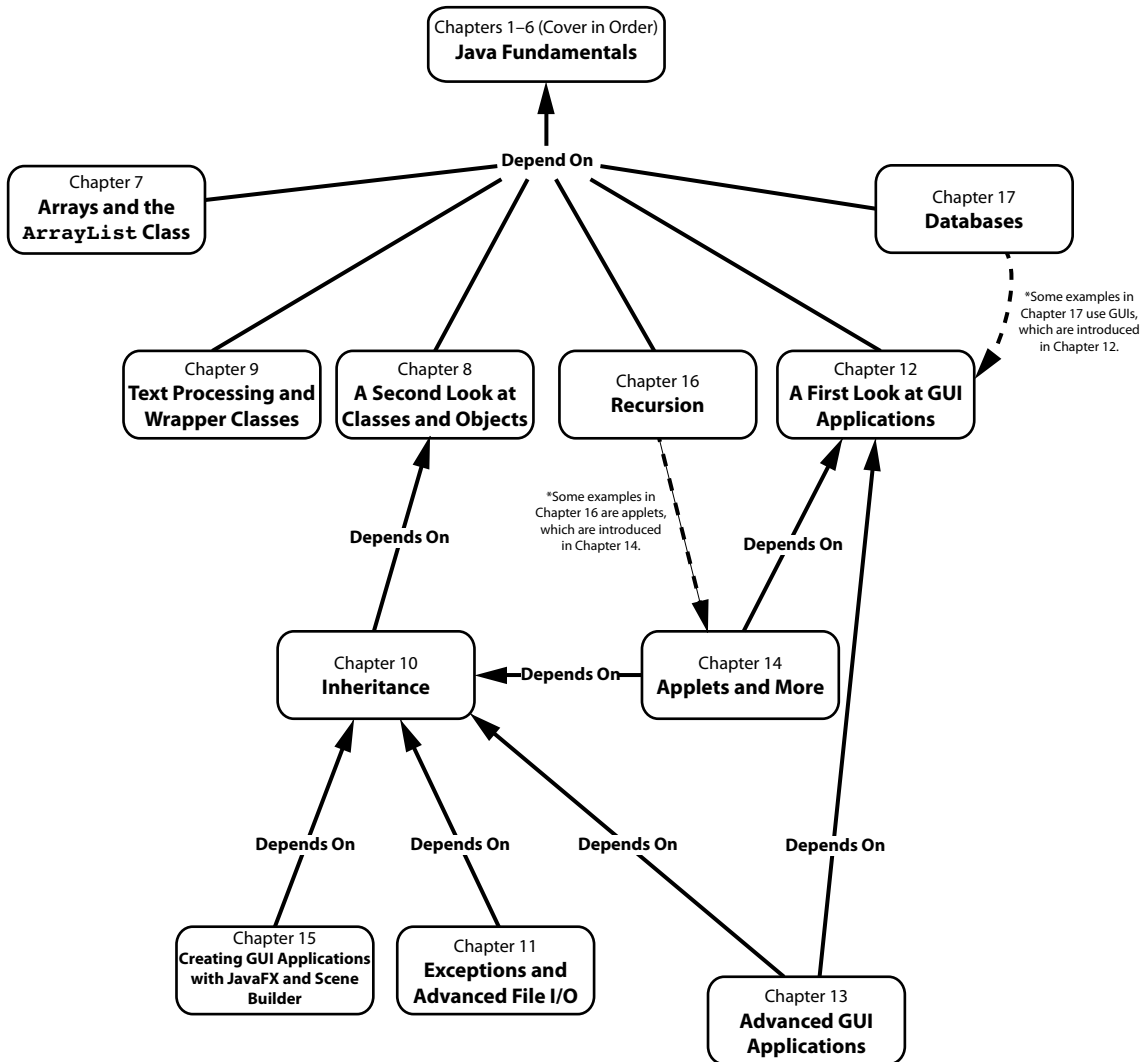 Chapters 1–6 (Cover in Order)
Java Fundamentals
Depend On
Chapter 7
Arrays and the
ArrayList Class
Chapter 17
Databases
*Some examples in
Chapter 17 use GUIs,
which are introduced
in Chapter 12.
Chapter 9
Text Processing and
Wrapper Classes
Chapter 8
A Second Look at
Classes and Objects
Chapter 16
Recursion
Chapter 12
A First Look at GUI
Applications
*Some examples in
Chapter 16 are applets,
which are introduced
in Chapter 14.
Depends On
Depends On
Chapter 10
Inheritance
Depends On
Chapter 14
Applets and More
Depends On
Depends On
Depends On
Depends On
Chapter 15
Creating GUI Applications
with JavaFX and Scene
Builder
Chapter 11
Exceptions and
Advanced File I/O
Chapter 13
Advanced GUI
Applications